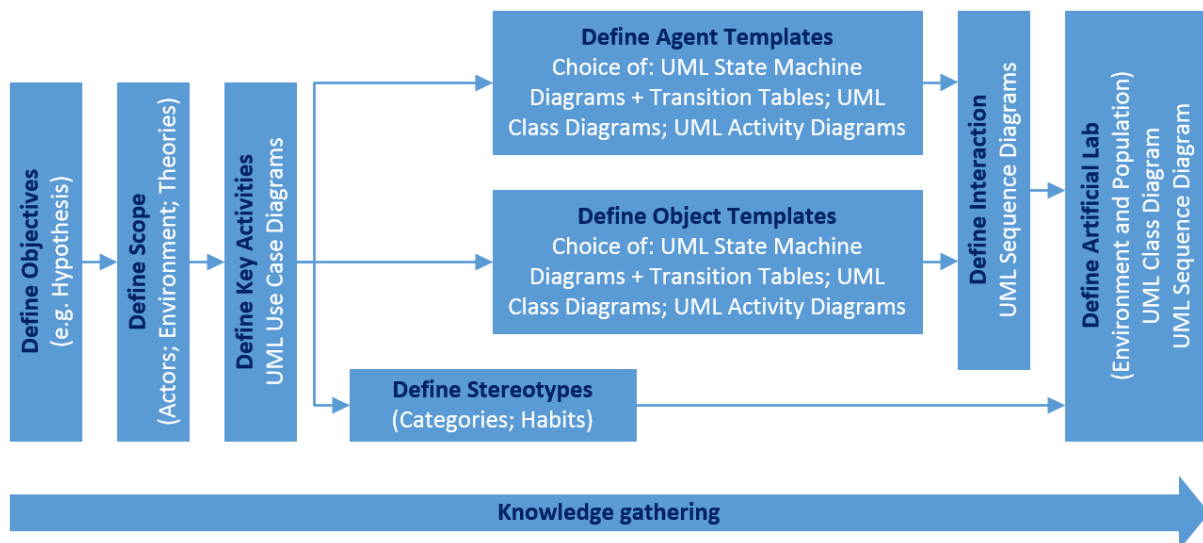 Define Objectives
(e.g. Hypothesis)
Define Scope
(Actors; Environment; Theories)
Define Key Activities
UML Use Case Diagrams
Define Agent Templates
Choice of: UML State Machine
Diagrams + Transition Tables; UML
Class Diagrams; UML Activity Diagrams
Define Object Templates
Choice of: UML State Machine
Diagrams + Transition Tables; UML
Class Diagrams; UML Activity Diagrams
Define Stereotypes
(Categories; Habits)
Define Interaction
UML Sequence Diagrams
Define Artificial Lab
(Environment and Population)
UML Class Diagram
UML Sequence Diagram
Knowledge gathering